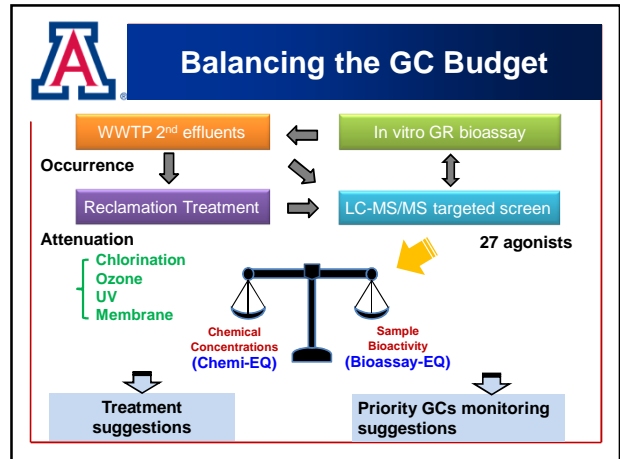 A
Balancing the GC Budget
WWTP 2nd effluents
In vitro GR bioassay
Occurrence
Reclamation Treatment
LC-MS/MS targeted screen
Attenuation
27 agonists
Chlorination
Ozone
UV
Membrane
Chemical
Concentrations
(Chemi-EQ)
Sample
Bioactivity
(Bioassay-EQ)
Treatment
suggestions
Priority GCs monitoring
suggestions